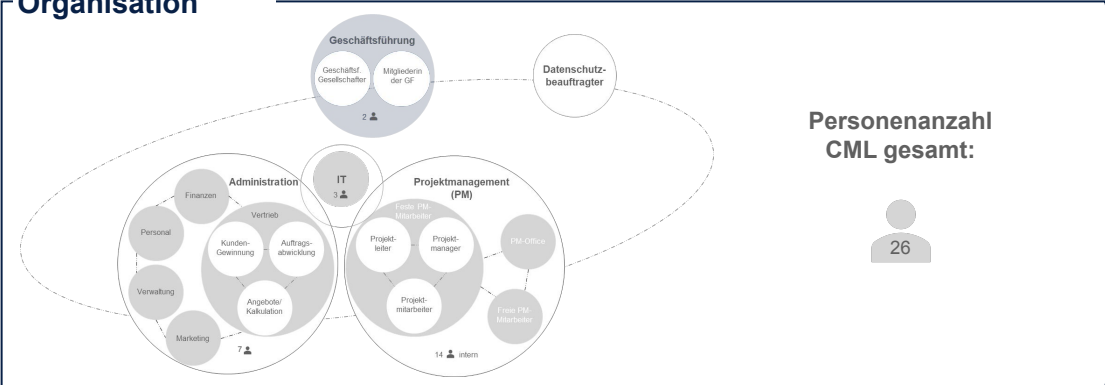 Organisation
Geschäftsführung
Geschäftsf.
Gesellschafter
Mitgliederin
der GF
2
Datenschutz-
beauftragter
Personenanzahl
CML gesamt:
26
IT
3
Administration
Finanzen
Personal
Verwaltung
Marketing
Vertrieb
Kunden-
Gewinnung
Auftrags-
abwicklung
Angebote/
Kalkulation
7
Projektmanagement
(PM)
Feste PM-
Mitarbeiter
Projekt-
leiter
Projekt-
manager
Projekt-
mitarbeiter
PM-Office
Freie PM-
Mitarbeiter
14 intern